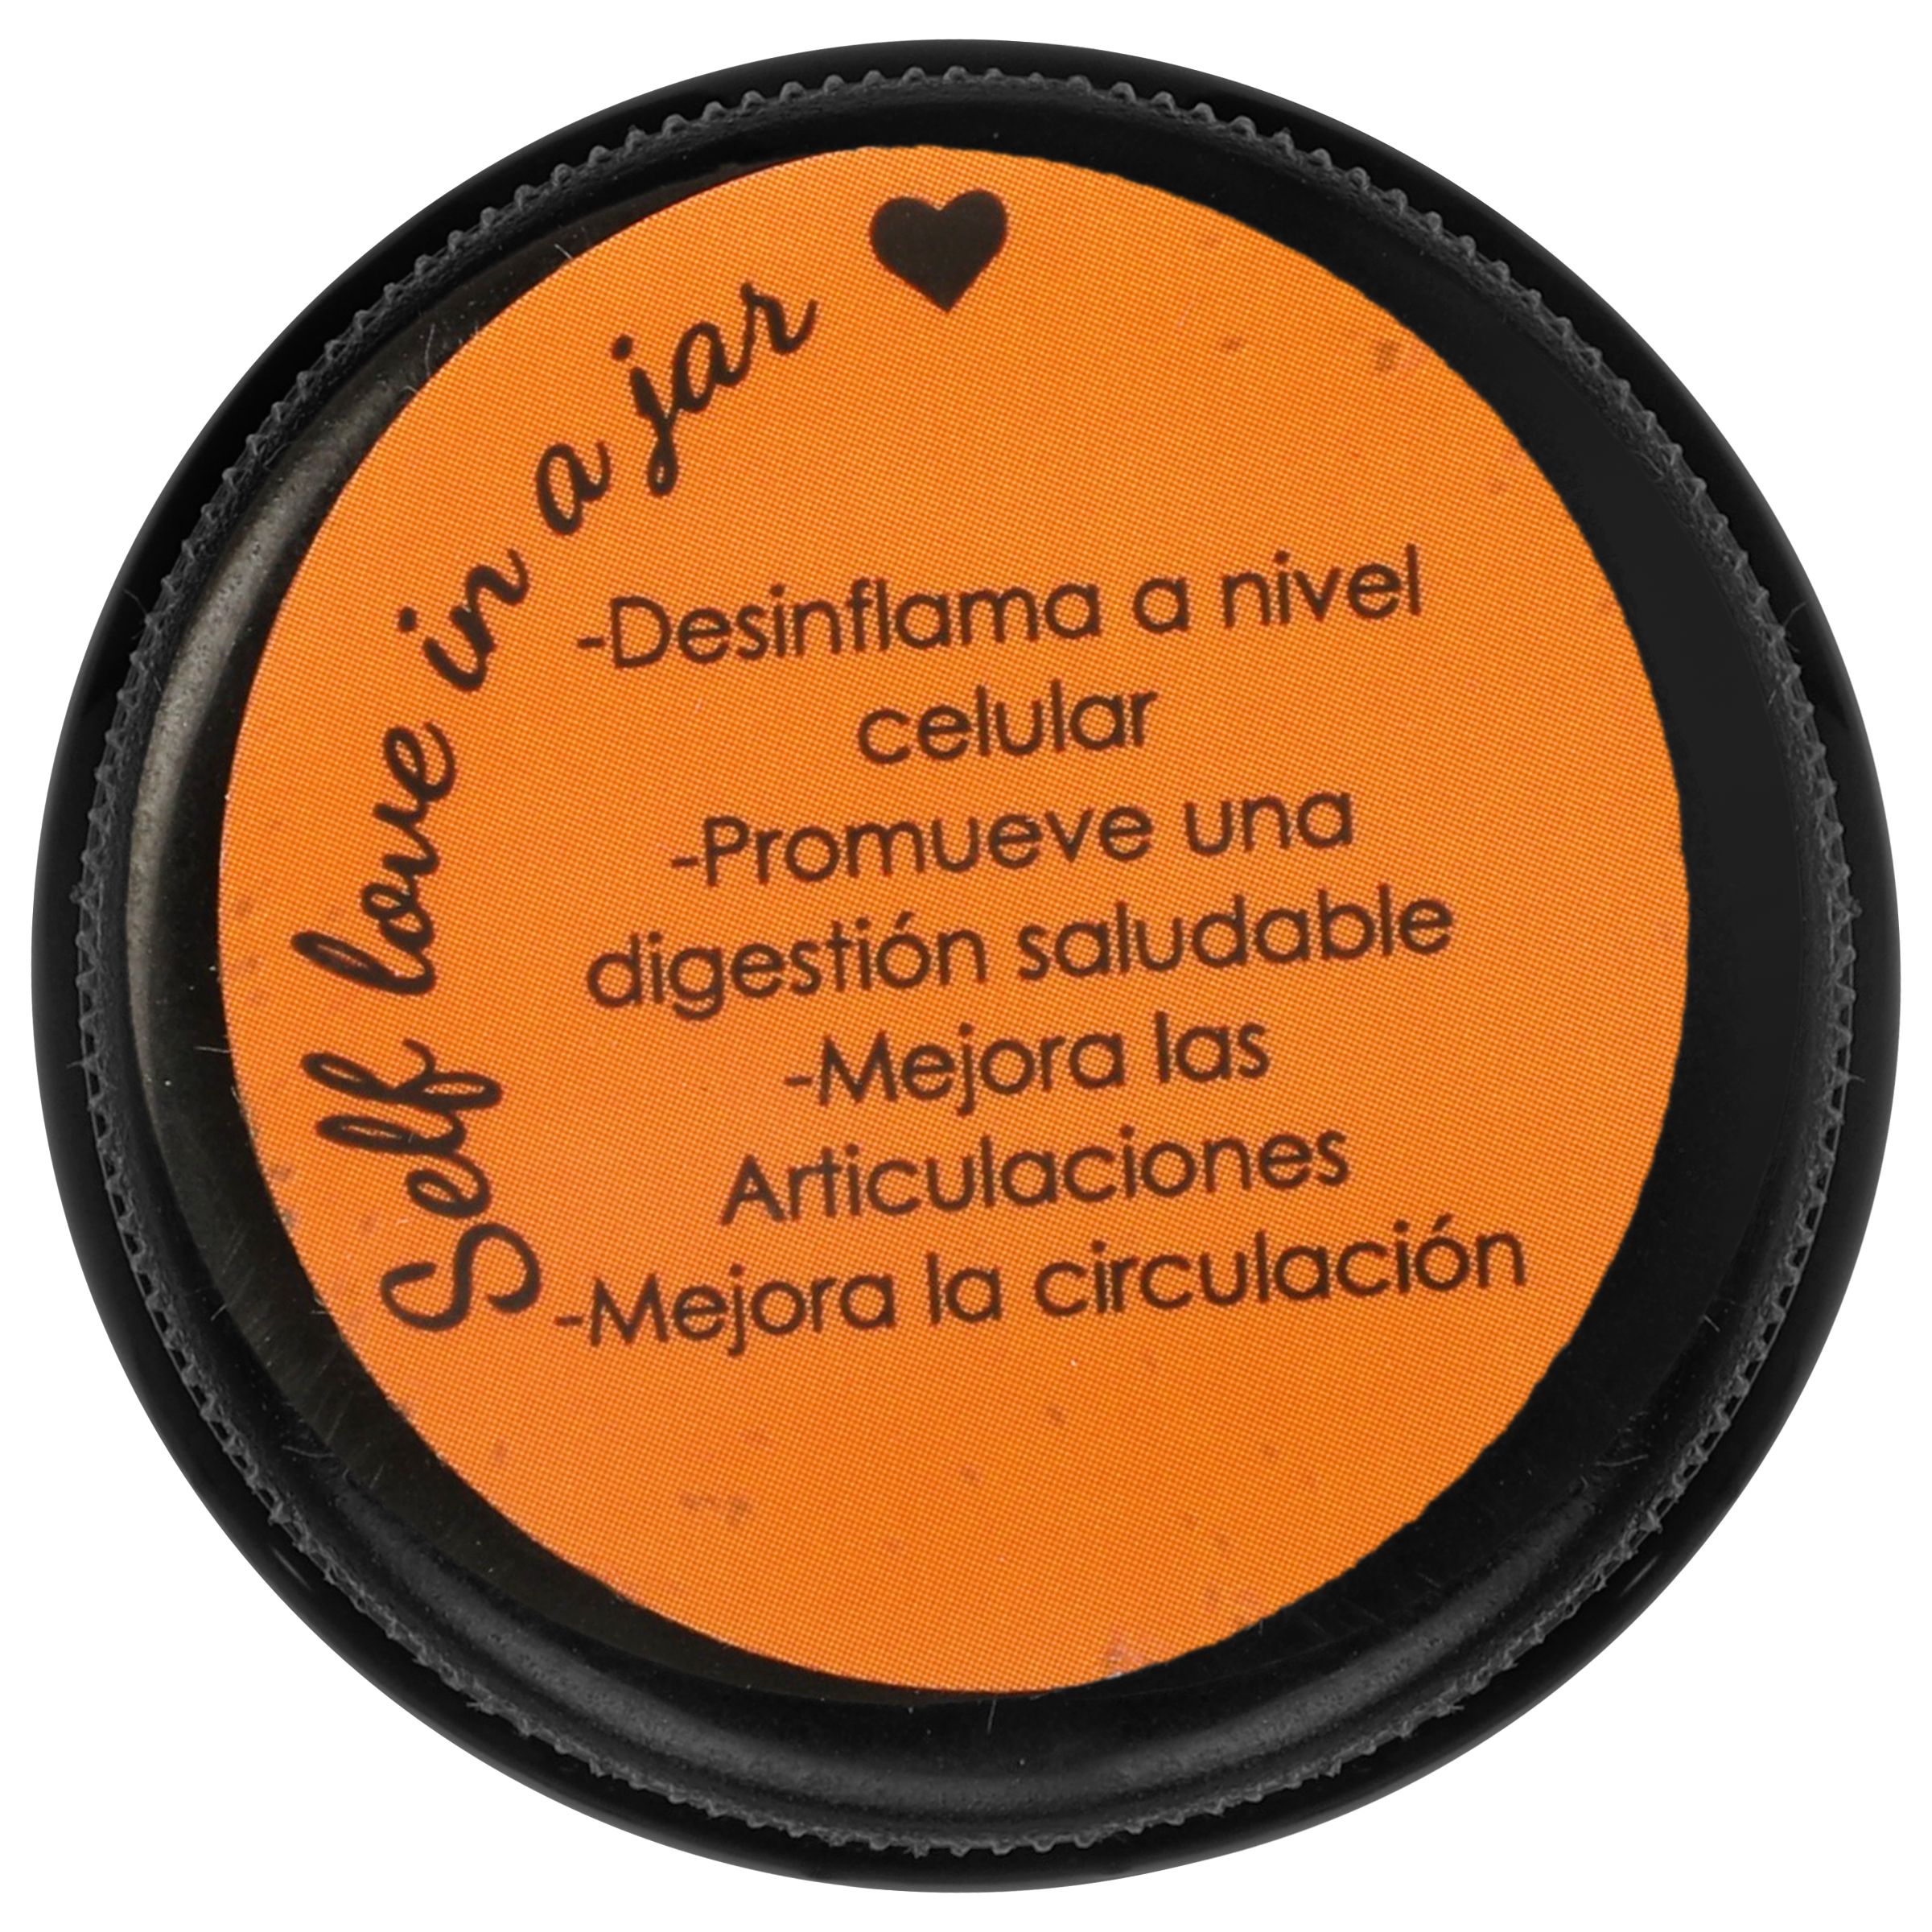 Self love in a jar
-Desinflama a nivel
celular
-Promueve una
digestión saludable
-Mejora las
Articulaciones
-Mejora la circulación